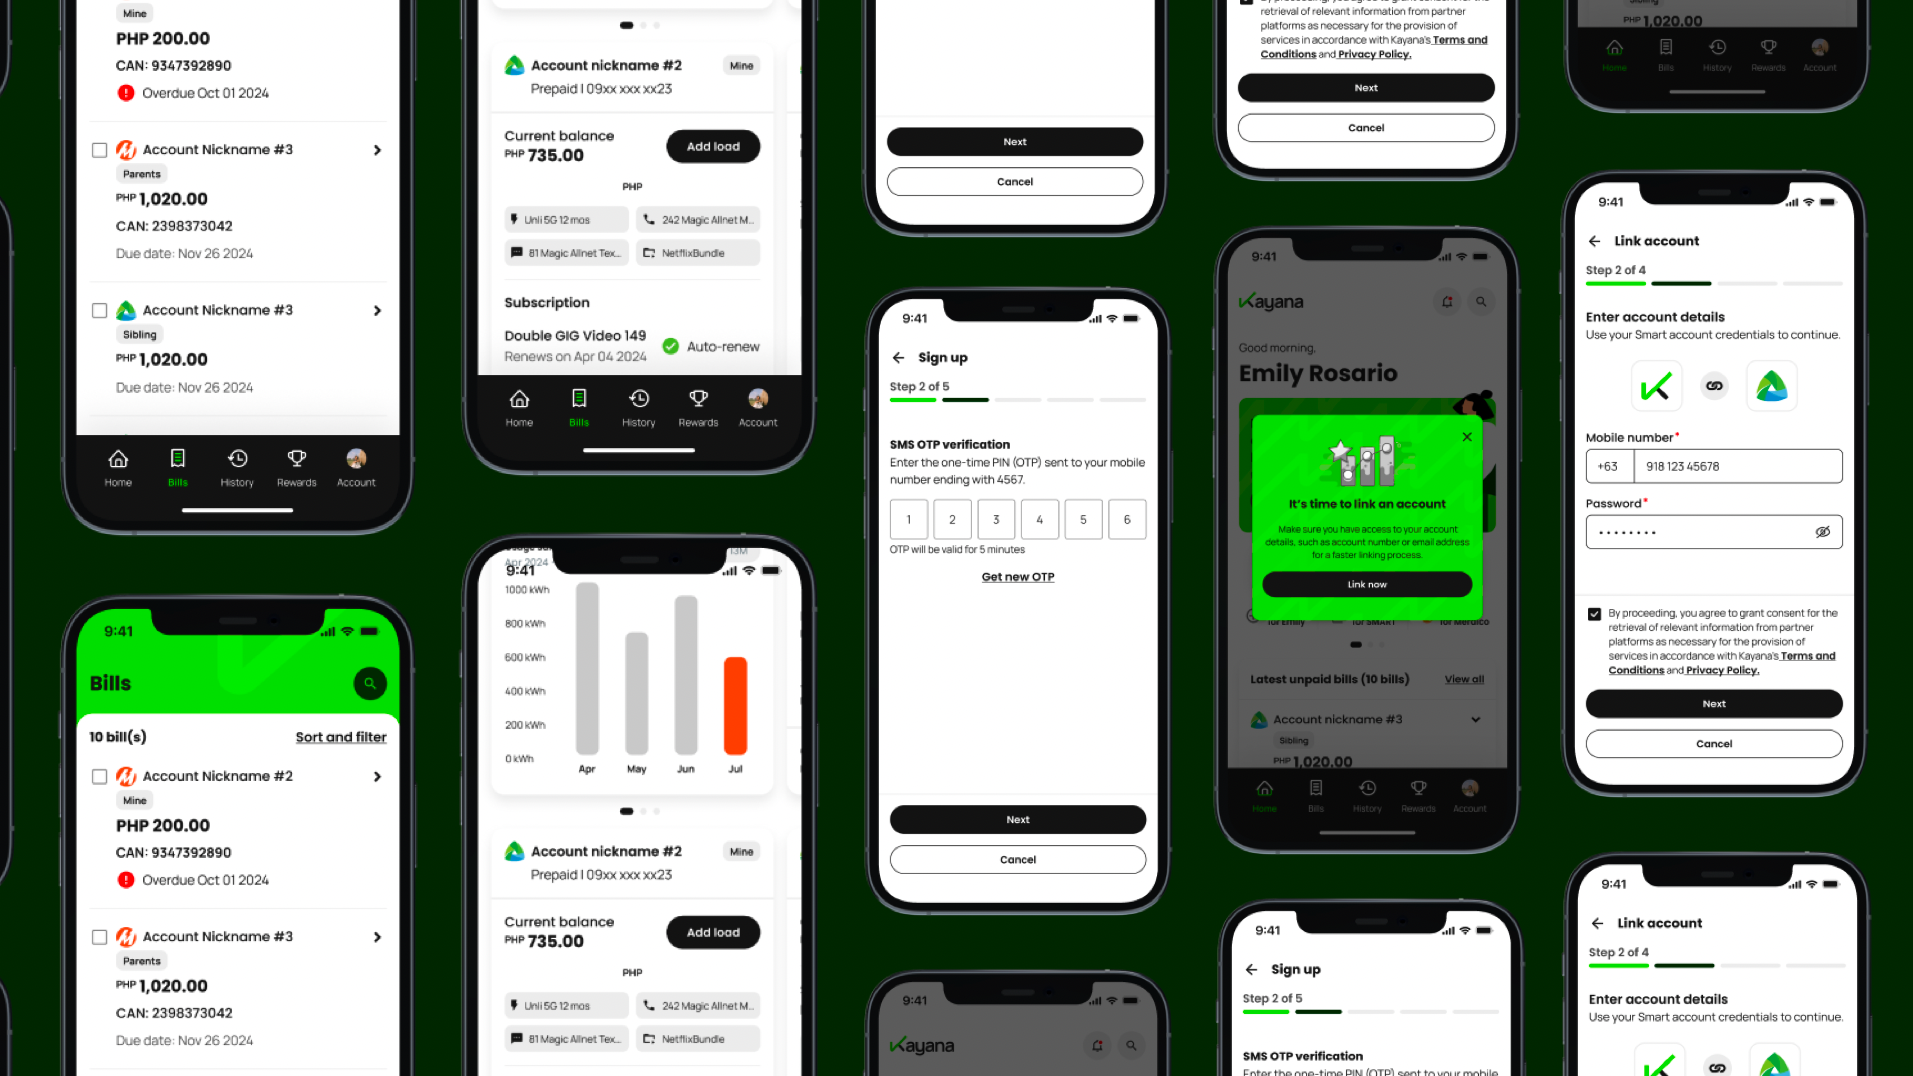 Mine
PHP 200.00
CAN: 9347392890
Overdue Oct 01 2024
Account Nickname #3
Parents
PHP 1,020.00
CAN: 2398373042
Due date: Nov 26 2024
Account Nickname #3
Sibling
PHP 1,020.00
Due date: Nov 26 2024
Home
Bills
History
Rewards
Account
9:41
Bills
10 bill(s)
Sort and filter
Account Nickname #2
Mine
PHP 200.00
CAN: 9347392890
Overdue Oct 01 2024
Account Nickname #3
Parents
PHP 1,020.00
CAN: 2398373042
Due date: Nov 26 2024
Account nickname #2
Mine
Prepaid | 09xx xxx xx23
Current balance
PHP 735.00
Add load
PHP
Unli 5G 12 mos
242 Magic Allnet M...
81 Magic Allnet Tex...
NetflixBundle
Subscription
Double GIG Video 149
Renews on Apr 04 2024
Auto-renew
Home
Bills
History
Rewards
Account
13M
Apr 2024
9:41
1000 kWh
800 kWh
600 kWh
400 kWh
200 kWh
0 kWh
Apr
May
Jun
Jul
Account nickname #2
Mine
Prepaid | 09xx xxx xx23
Current balance
PHP 735.00
Add load
PHP
Unli 5G 12 mos
242 Magic Allnet M...
81 Magic Allnet Tex...
NetflixBundle
Next
Cancel
9:41
Sign up
Step 2 of 5
SMS OTP verification
Enter the one-time PIN (OTP) sent to your mobile
number ending with 4567.
1 2 3 4 5 6
OTP will be valid for 5 minutes
Get new OTP
Next
Cancel
9:41
Kayana
By proceeding, you agree to grant consent for the
retrieval of relevant information from partner
platforms as necessary for the provision of
services in accordance with Kayana's Terms and
Conditions and Privacy Policy.
Next
Cancel
9:41
Kayana
Good morning,
Emily Rosario
It's time to link an account
Make sure you have access to your account
details, such as account number or email address
for a faster linking process.
Link now
for Emily
for SMART
for Meralco
Latest unpaid bills (10 bills)
View all
Account nickname #3
Sibling
PHP 1,020.00
Home
Bills
History
Rewards
Account
9:41
Sign up
Step 2 of 5
SMS OTP verification
Enter the one-time PIN (OTP) sent to your mobile
Sibling
PHP 1,020.00
Home
Bills
History
Rewards
Account
9:41
Link account
Step 2 of 4
Enter account details
Use your Smart account credentials to continue.
Mobile number*
+63
918 123 45678
Password*
By proceeding, you agree to grant consent for the
retrieval of relevant information from partner
platforms as necessary for the provision of
services in accordance with Kayana's Terms and
Conditions and Privacy Policy.
Next
Cancel
9:41
Link account
Step 2 of 4
Enter account details
Use your Smart account credentials to continue.